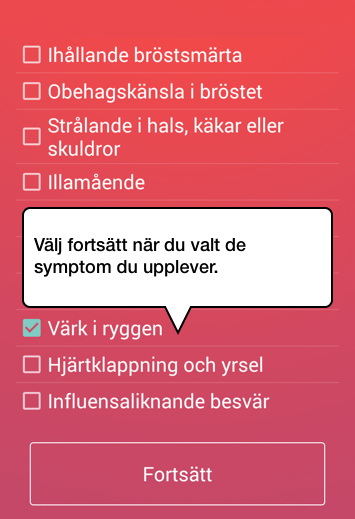 Ihållande bröstsmärta
Obehagskänsla i bröstet
Strålande i hals, käkar eller
skuldror
Illamående
Välj fortsätt när du valt de
symptom du upplever.
Värk i ryggen
Hjärtklappning och yrsel
Influensaliknande besvär
Fortsätt